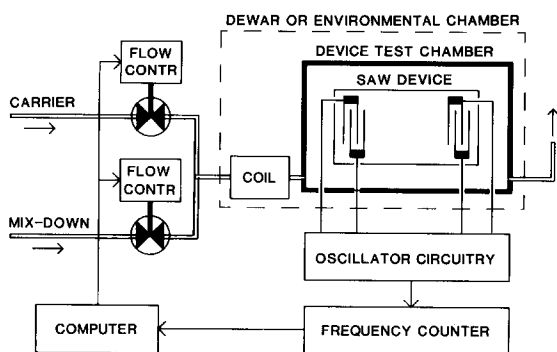 DEWAR OR ENVIRONMENTAL CHAMBER
DEVICE TEST CHAMBER
SAW DEVICE
FLOW
CONTR
CARRIER
FLOW
CONTR
COIL
MIX-DOWN
OSCILLATOR CIRCUITRY
COMPUTER
FREQUENCY COUNTER